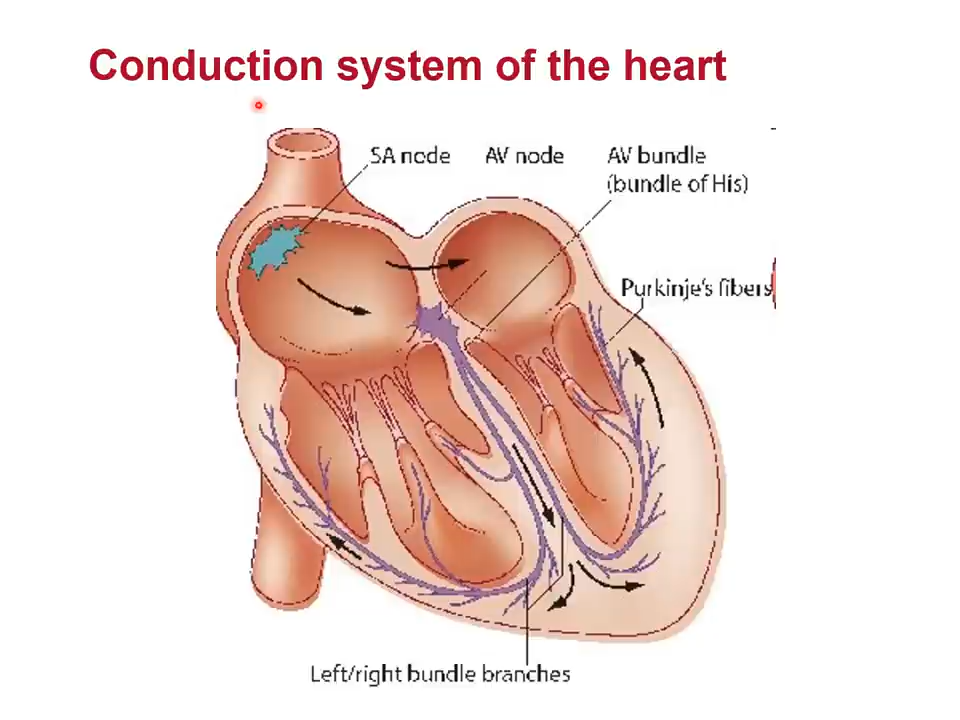 Conduction system of the heart
SA node
AV node
AV bundle
(bundle of His)
Purkinje's fibers
Left/right bundle branches